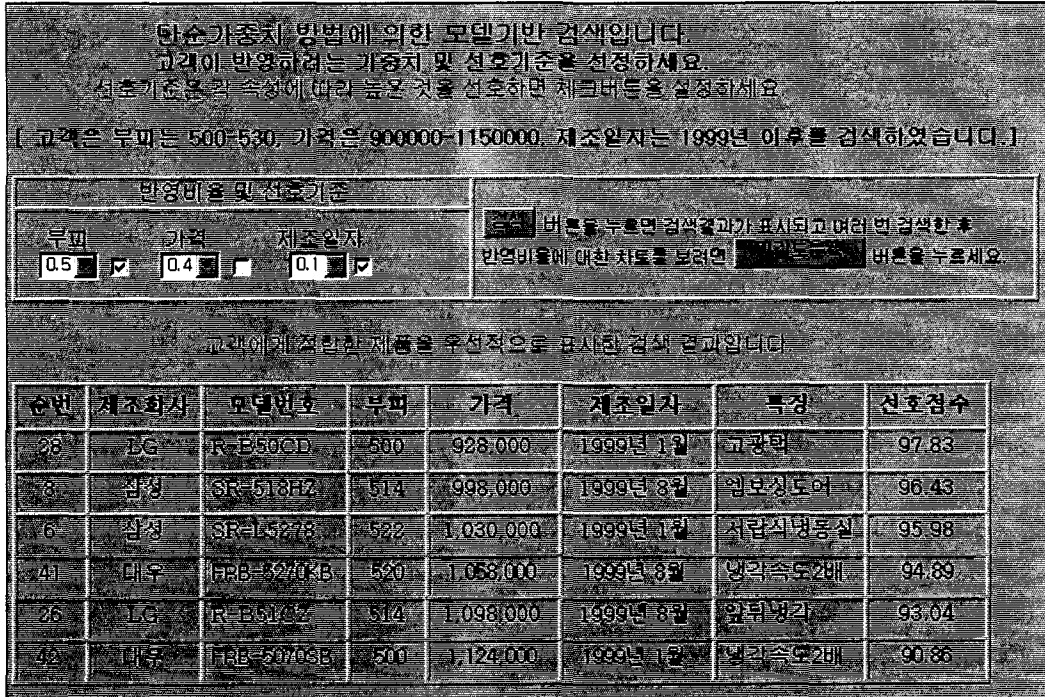 단순가중치 방법에 의한 모델기반 검색입니다.
고객이 반영하려는 가중치 및 선호기준을 선정하세요.
선호기준은 각 속성에 따라 높은 것을 선호하면 체크버튼을 설정하세요
[ 고객은 부피는 500-530, 가격은 900000-1150000, 제조일자는 1999년 이후를 검색하였습니다.]
반영비율 및 선호기준
부피 가격 제조일자
0.5 0.4 0.1
검색 버튼을 누르면 검색결과가 표시되고 여러 번 검색한 후
반영비율에 대한 차트를 보려면 버튼을 누르세요
고객에게 적합한 제품을 우선적으로 표시한 검색 결과입니다
순번 제조회사 모델번호 부피 가격 제조일자 특징 선호점수
28 LG R-B50CD 500 928,000 1999년 1월 고광택 97.83
8 삼성 SR-518HZ 514 998,000 1999년 8월 엠보싱도어 96.43
6 삼성 SR-L5278 522 1,030,000 1999년 1월 서랍식냉동실 95.98
41 대우 FRB-5270KB 520 1,058,000 1999년 8월 냉각속도2배 94.89
26 LG R-B51CZ 514 1,098,000 1999년 8월 앞뒤냉각 93.04
42 대우 FRB-5070SB 500 1,124,000 1999년 1월 냉각속도2배 90.86